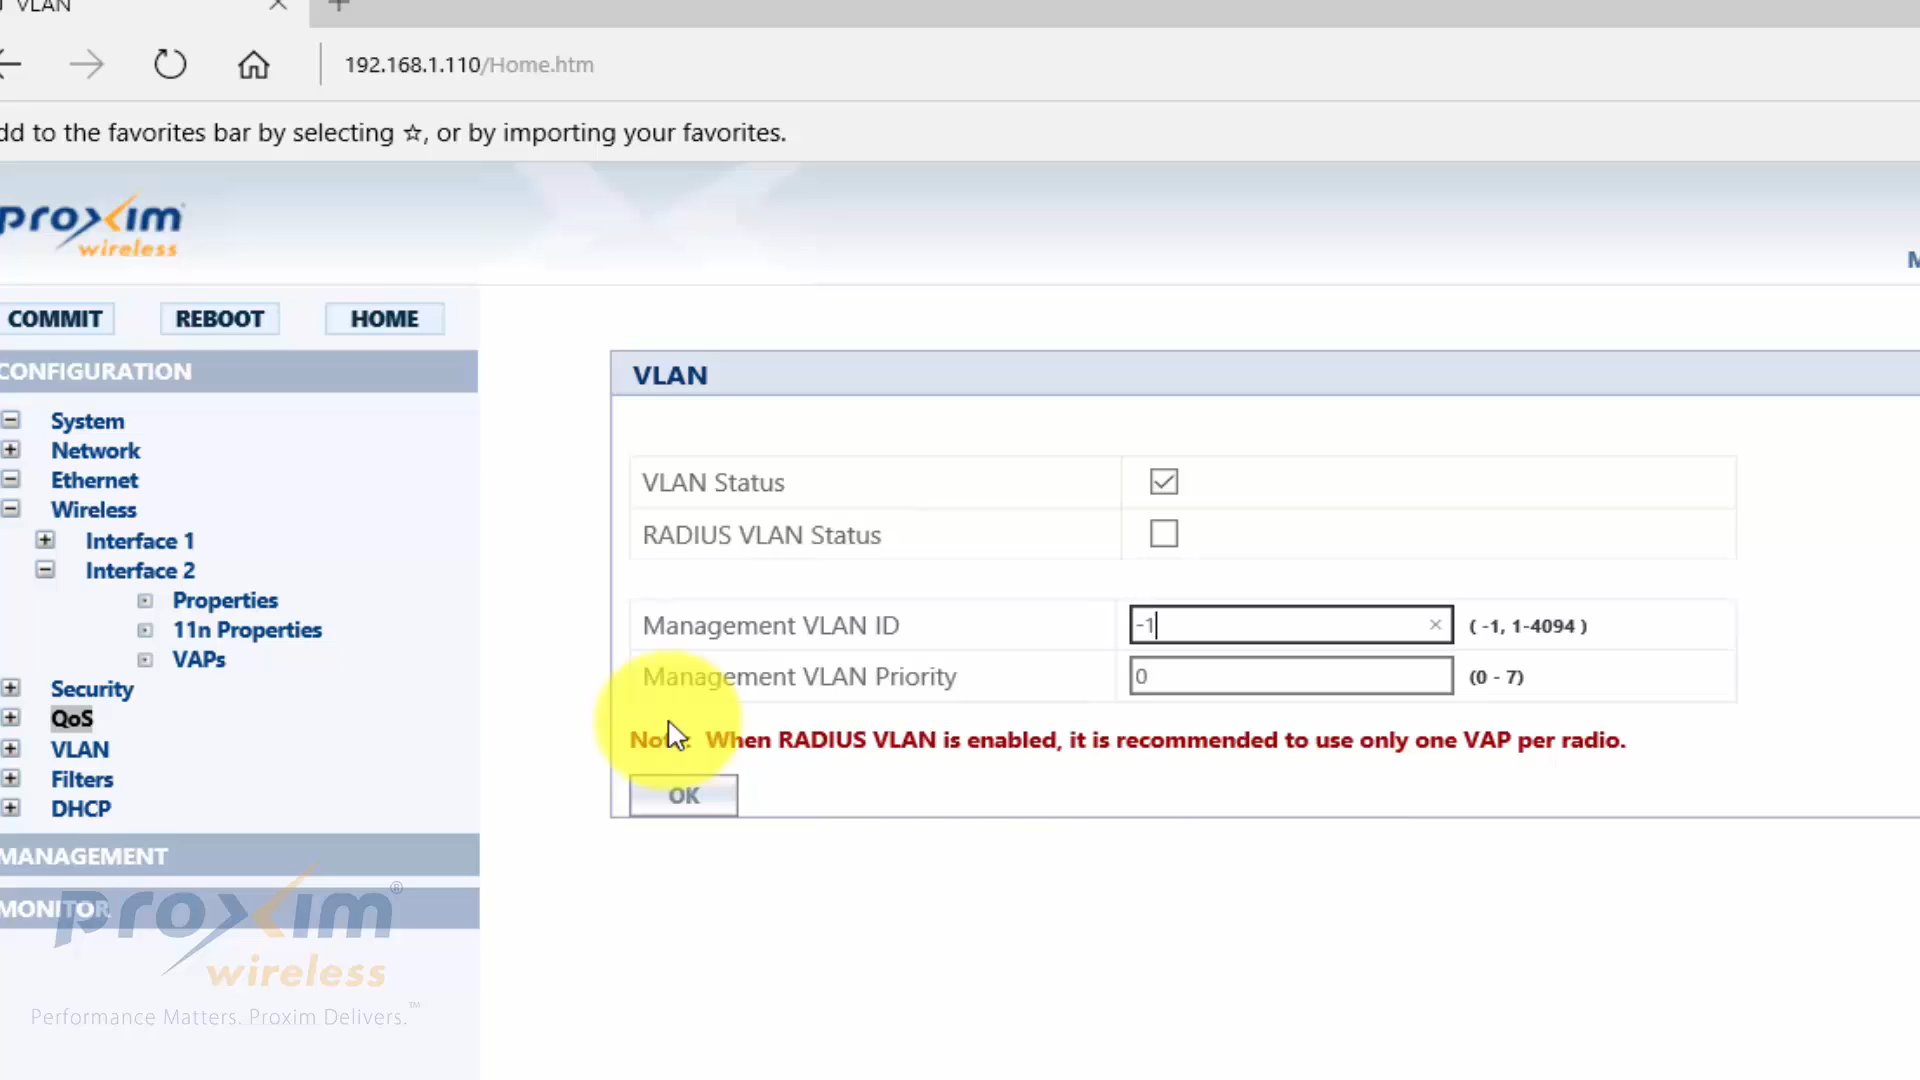 VLAN
192.168.1.110/Home.htm
dd to the favorites bar by selecting ☆, or by importing your favorites.
proxim
wireless
M
COMMIT REBOOT HOME
CONFIGURATION
System
Network
Ethernet
Wireless
Interface 1
Interface 2
Properties
11n Properties
VAPs
Security
QoS
VLAN
Filters
DHCP
MANAGEMENT
MONITOR
VLAN
VLAN Status
RADIUS VLAN Status
Management VLAN ID -1 × ( -1, 1-4094 )
Management VLAN Priority 0 (0 - 7)
Note: When RADIUS VLAN is enabled, it is recommended to use only one VAP per radio.
OK
proxim®
wireless
Performance Matters. Proxim Delivers.™